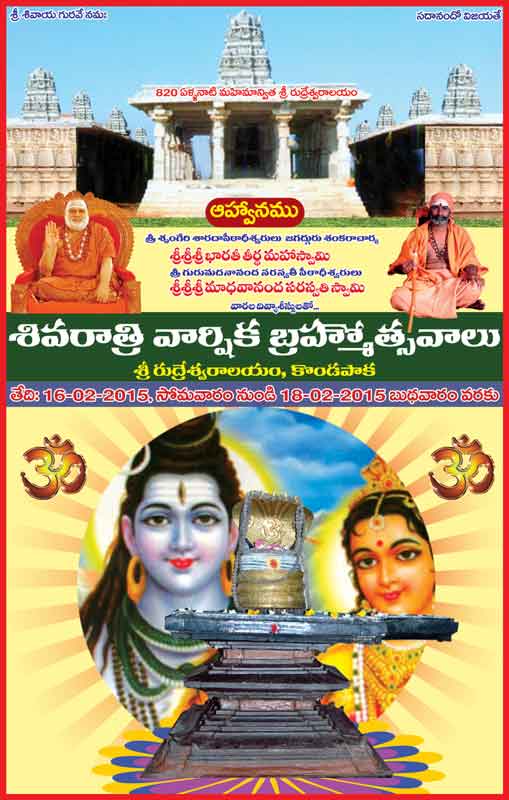 శ్రీ శివాయ గురవే నమః
సదానందో విజయతే
820 ఏళ్ళనాటి మహిమాన్విత శ్రీ రుద్రేశ్వరాలయం
ఆహ్వానము
శ్రీ శృంగేరి శారదాపీఠాధీశ్వరులు జగద్గురు శంకరాచార్య
శ్రీశ్రీశ్రీ భారతీ తీర్థ మహాస్వామి
శ్రీ గురుమదనానంద సరస్వతీ పీఠాధీశ్వరులు
శ్రీశ్రీశ్రీ మాధవానంద సరస్వతి స్వామి
వారల దివ్యాశీస్సులతో...
శివరాత్రి వార్షిక బ్రహ్మోత్సవాలు
శ్రీ రుద్రేశ్వరాలయం, కొండపాక
తేది: 16-02-2015, సోమవారం నుండి 18-02-2015 బుధవారం వరకు
ॐ ॐ